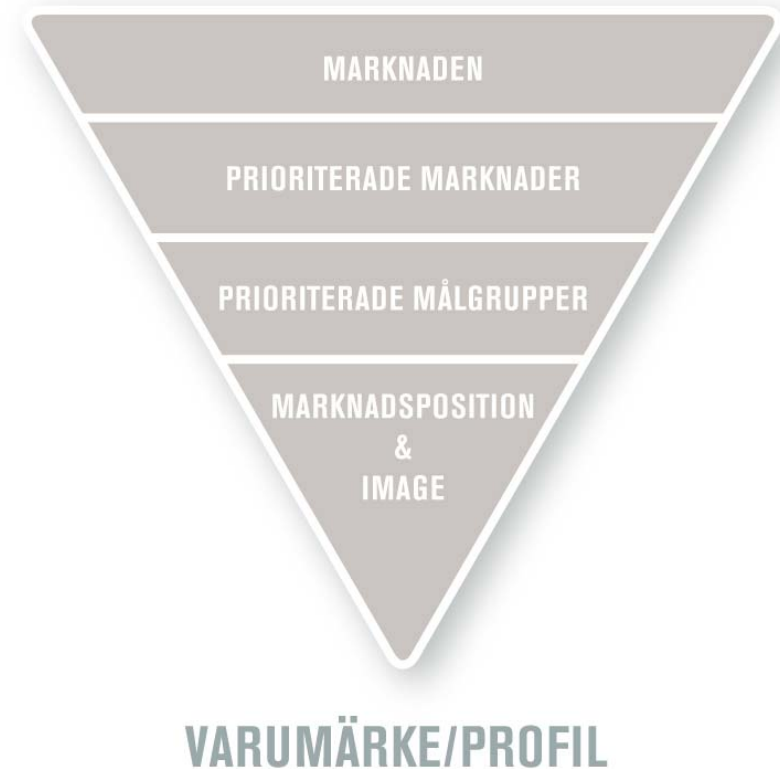 MARKNADEN
PRIORITERADE MARKNADER
PRIORITERADE MÅLGRUPPER
MARKNADSPOSITION
&
IMAGE
VARUMÄRKE/PROFIL